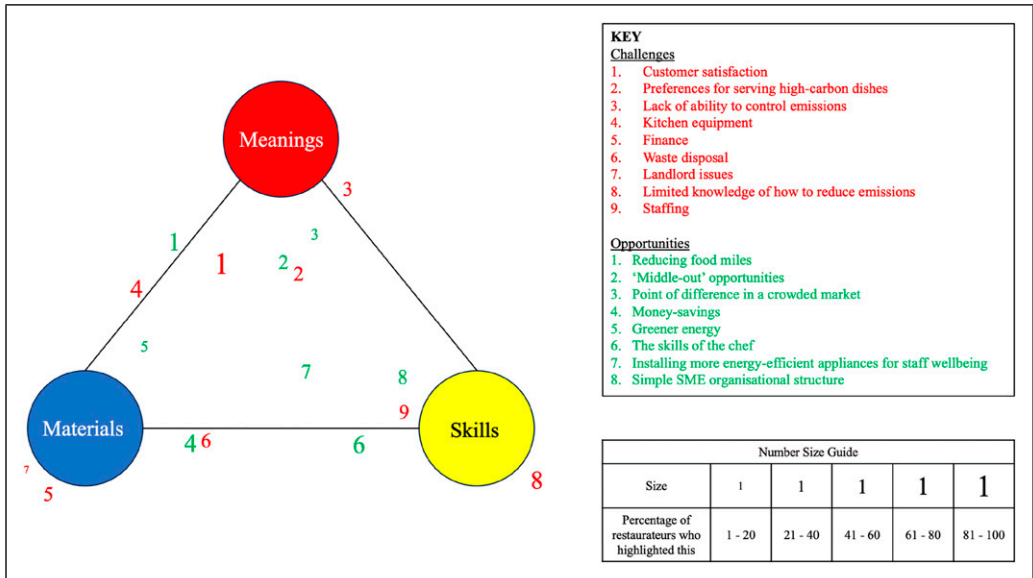 Meanings
3
1
3
1
2
2
4
5
7
8
9
Materials
Skills
4
6
6
7
5
8
KEY
Challenges
1. Customer satisfaction
2. Preferences for serving high-carbon dishes
3. Lack of ability to control emissions
4. Kitchen equipment
5. Finance
6. Waste disposal
7. Landlord issues
8. Limited knowledge of how to reduce emissions
9. Staffing
Opportunities
1. Reducing food miles
2. ‘Middle-out’ opportunities
3. Point of difference in a crowded market
4. Money-savings
5. Greener energy
6. The skills of the chef
7. Installing more energy-efficient appliances for staff wellbeing
8. Simple SME organisational structure
Number Size Guide
Size 1 1 1 1 1
Percentage of
restaurateurs who
highlighted this
1 - 20 21 - 40 41 - 60 61 - 80 81 - 100